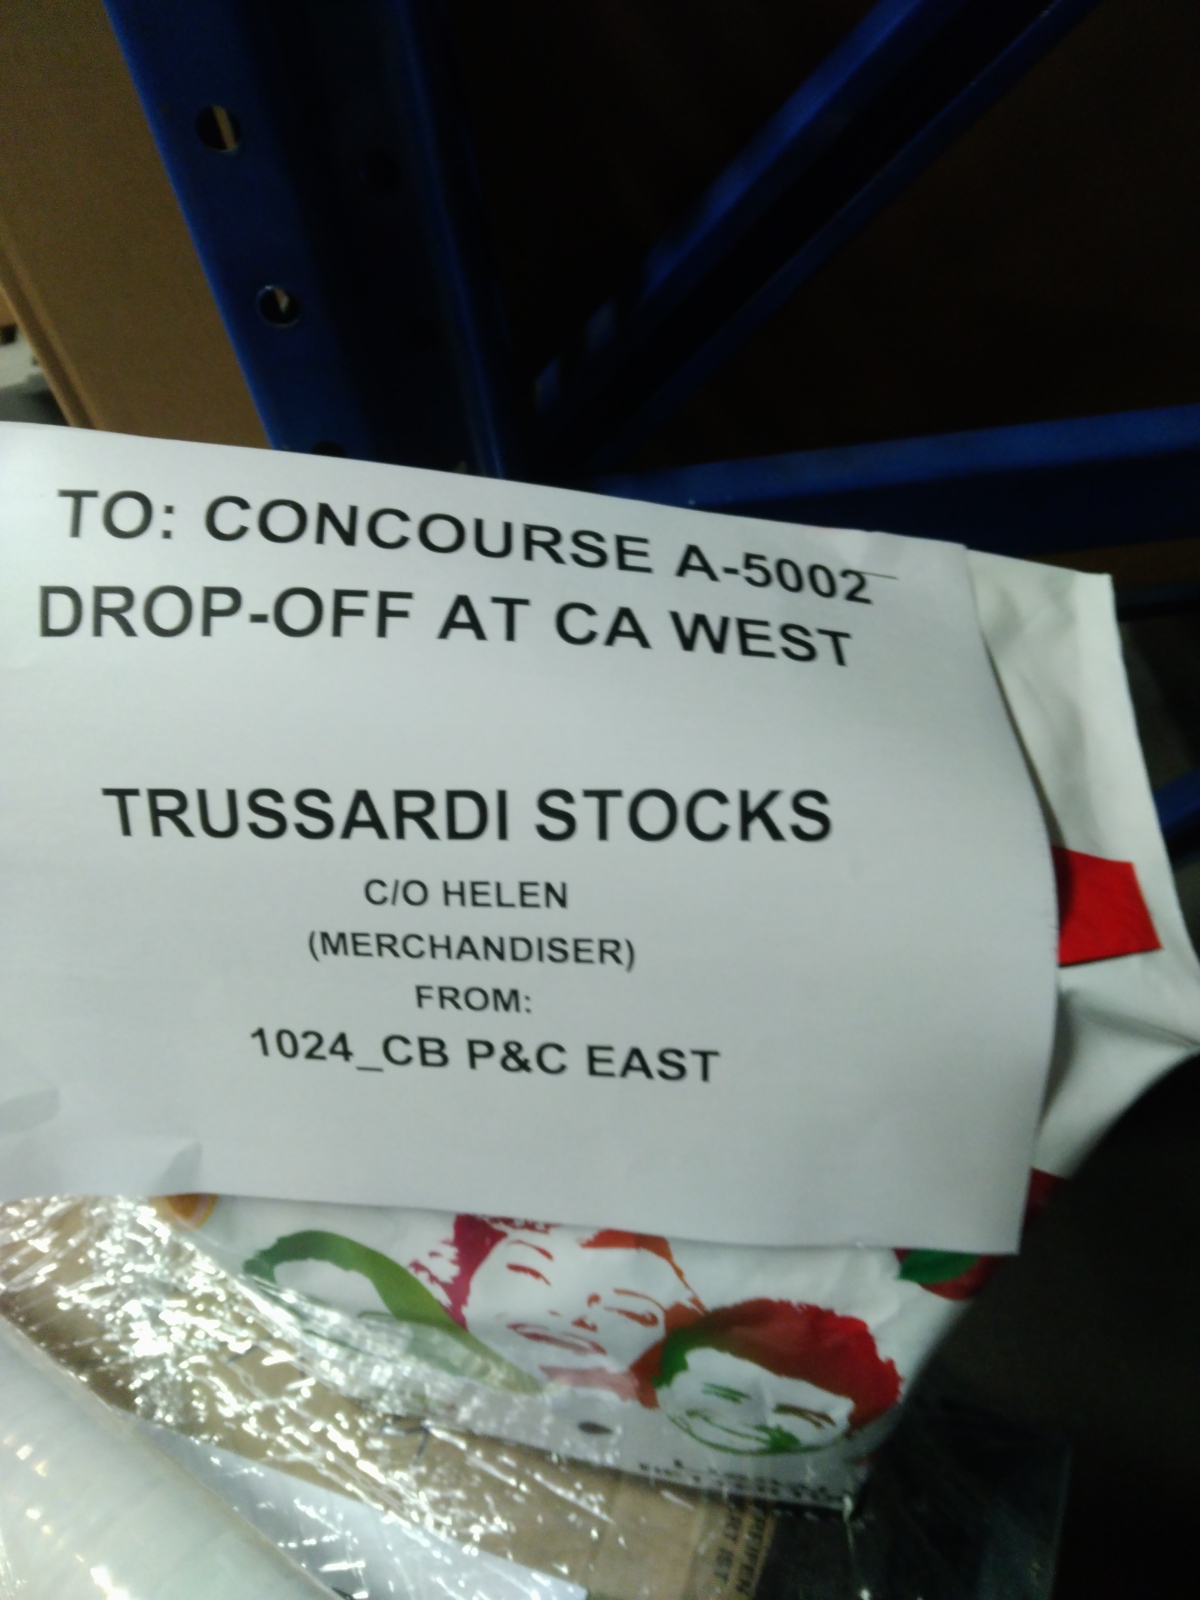 TO: CONCOURSE A-5002
DROP-OFF AT CA WEST
TRUSSARDI STOCKS
C/O HELEN
(MERCHANDISER)
FROM:
1024_CB P&C EAST